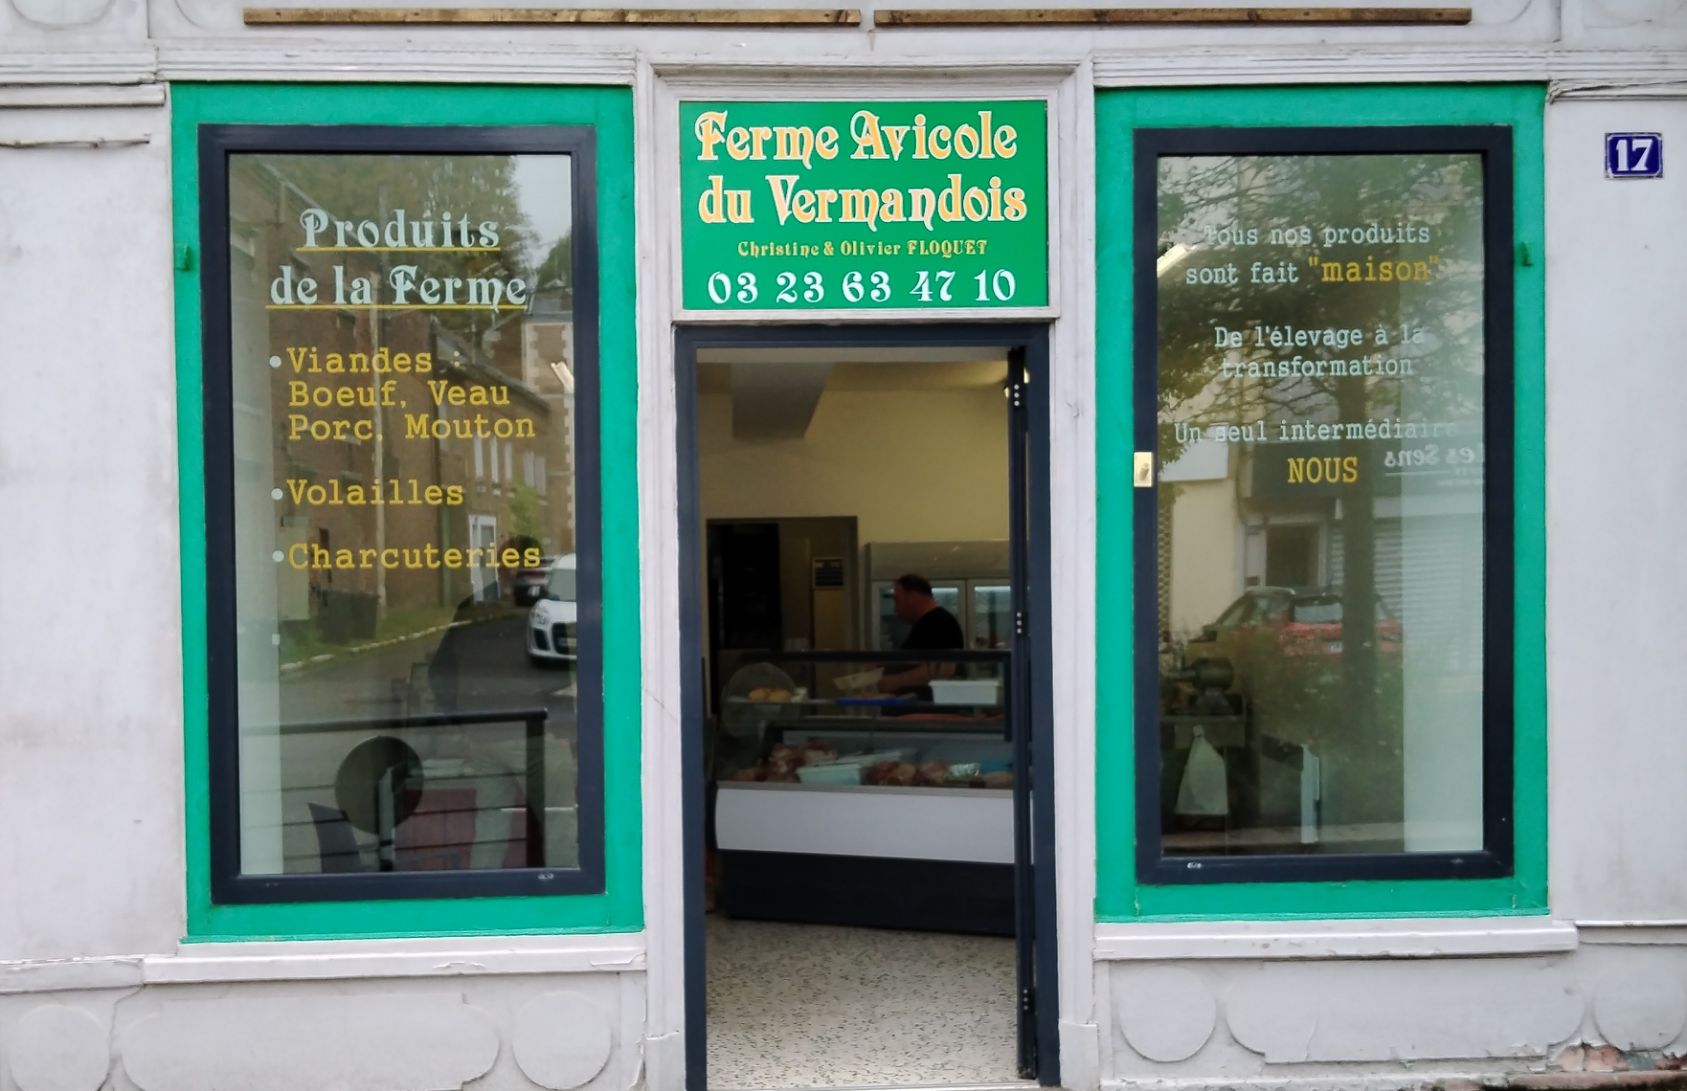 Ferme Avicole
du Vermandois
Christine & Olivier FLOQUET
03 23 63 47 10
Produits
de la Ferme
•Viandes :
Boeuf, Veau
Porc, Mouton
•Volailles
•Charcuteries
Tous nos produits
sont fait "maison"
De l'élevage à la
transformation
Un seul intermédiaire
NOUS
17